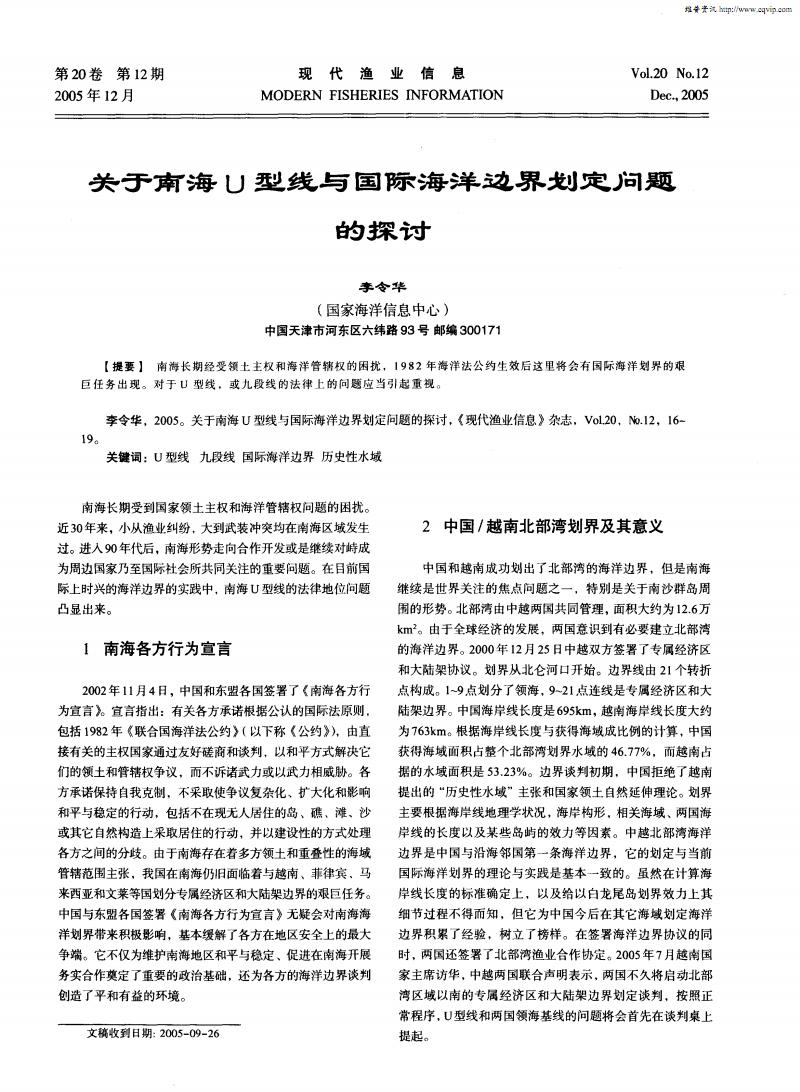 维普资讯 http://www.cqvip.com
第20卷 第12期
2005年12月
现代渔业信息
MODERN FISHERIES INFORMATION
Vol.20 No.12
Dec., 2005
关于南海U型线与国际海洋边界划定问题
的探讨
李令华
(国家海洋信息中心)
中国天津市河东区六纬路93号 邮编300171
【提要】 南海长期经受领土主权和海洋管辖权的困扰，1982年海洋法公约生效后这里将会有国际海洋划界的艰
巨任务出现。对于U型线，或九段线的法律上的问题应当引起重视。
李令华，2005。关于南海U型线与国际海洋边界划定问题的探讨，《现代渔业信息》杂志，Vol.20，No.12，16~
19。
关键词：U型线 九段线 国际海洋边界 历史性水域
南海长期受到国家领土主权和海洋管辖权问题的困扰。
近30年来，小从渔业纠纷，大到武装冲突均在南海区域发生
过。进入90年代后，南海形势走向合作开发或是继续对峙成
为周边国家乃至国际社会所共同关注的重要问题。在目前国
际上时兴的海洋边界的实践中，南海U型线的法律地位问题
凸显出来。
1 南海各方行为宣言
2002年11月4日，中国和东盟各国签署了《南海各方行
为宣言》。宣言指出：有关各方承诺根据公认的国际法原则，
包括1982年《联合国海洋法公约》(以下称《公约》)，由直
接有关的主权国家通过友好磋商和谈判，以和平方式解决它
们的领土和管辖权争议，而不诉诸武力或以武力相威胁。各
方承诺保持自我克制，不采取使争议复杂化、扩大化和影响
和平与稳定的行动，包括不在现无人居住的岛、礁、滩、沙
或其它自然构造上采取居住的行动，并以建设性的方式处理
各方之间的分歧。由于南海存在着多方领土和重叠性的海域
管辖范围主张，我国在南海仍旧面临着与越南、菲律宾、马
来西亚和文莱等国划分专属经济区和大陆架边界的艰巨任务。
中国与东盟各国签署《南海各方行为宣言》无疑会对南海海
洋划界带来积极影响，基本缓解了各方在地区安全上的最大
争端。它不仅为维护南海地区和平与稳定、促进在南海开展
务实合作奠定了重要的政治基础，还为各方的海洋边界谈判
创造了平和有益的环境。
文稿收到日期：2005-09-26
2 中国/越南北部湾划界及其意义
中国和越南成功划出了北部湾的海洋边界，但是南海
继续是世界关注的焦点问题之一，特别是关于南沙群岛周
围的形势。北部湾由中越两国共同管理，面积大约为12.6万
km²。由于全球经济的发展，两国意识到有必要建立北部湾
的海洋边界。2000年12月25日中越双方签署了专属经济区
和大陆架协议。划界从北仑河口开始。边界线由21个转折
点构成。1~9点划分了领海，9~21点连线是专属经济区和大
陆架边界。中国海岸线长度是695km，越南海岸线长度大约
为763km。根据海岸线长度与获得海域成比例的计算，中国
获得海域面积占整个北部湾划界水域的46.77%，而越南占
据的水域面积是53.23%。边界谈判初期，中国拒绝了越南
提出的“历史性水域”主张和国家领土自然延伸理论。划界
主要根据海岸线地理学状况，海岸构形，相关海域、两国海
岸线的长度以及某些岛屿的效力等因素。中越北部湾海洋
边界是中国与沿海邻国第一条海洋边界，它的划定与当前
国际海洋划界的理论与实践是基本一致的。虽然在计算海
岸线长度的标准确定上，以及给以白龙尾岛划界效力上其
细节过程不得而知，但它为中国今后在其它海域划定海洋
边界积累了经验，树立了榜样。在签署海洋边界协议的同
时，两国还签署了北部湾渔业合作协定。2005年7月越南国
家主席访华，中越两国联合声明表示，两国不久将启动北部
湾区域以南的专属经济区和大陆架边界划定谈判，按照正
常程序，U型线和两国领海基线的问题将会首先在谈判桌上
提起。